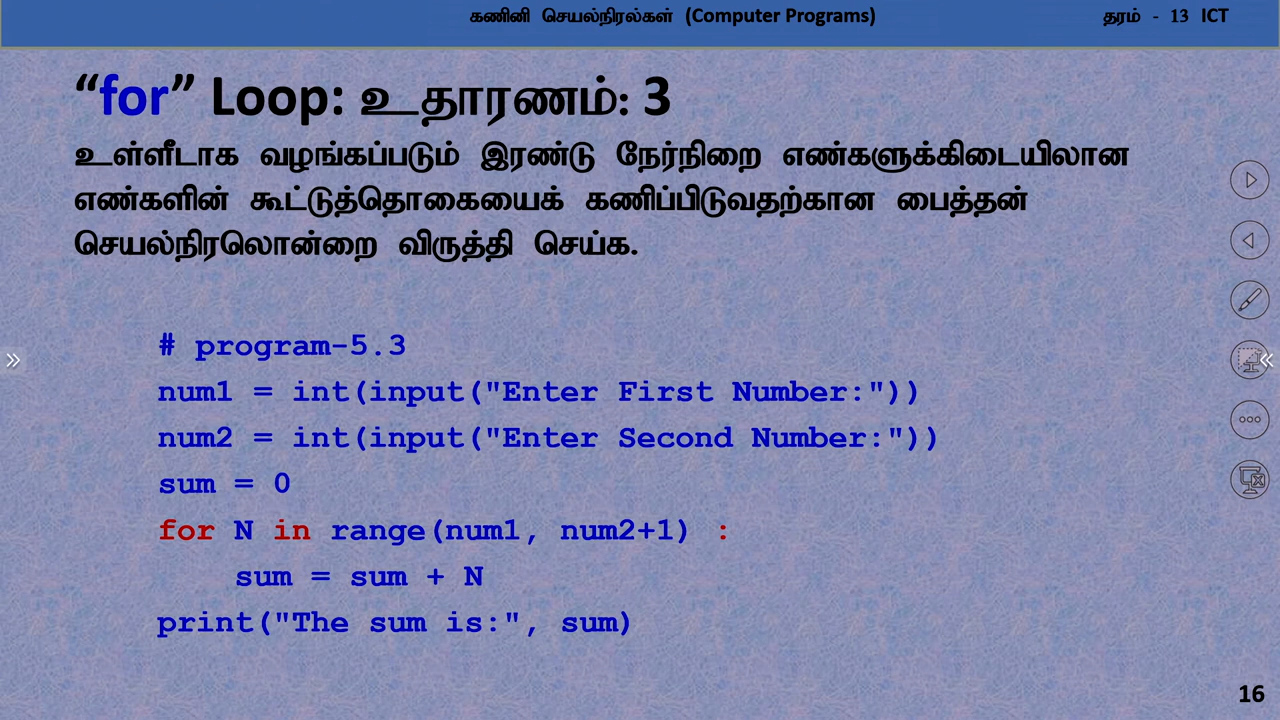 கணினி செயல்நிரல்கள் (Computer Programs)
தரம் - 13 ICT
“for” Loop: உதாரணம்: 3
உள்ளீடாக வழங்கப்படும் இரண்டு நேர்நிறை எண்களுக்கிடையிலான
எண்களின் கூட்டுத்தொகையைக் கணிப்பிடுவதற்கான பைத்தன்
செயல்நிரலொன்றை விருத்தி செய்க.
# program-5.3
num1 = int(input("Enter First Number:"))
num2 = int(input("Enter Second Number:"))
sum = 0
for N in range(num1, num2+1) :
    sum = sum + N
print("The sum is:", sum)
16